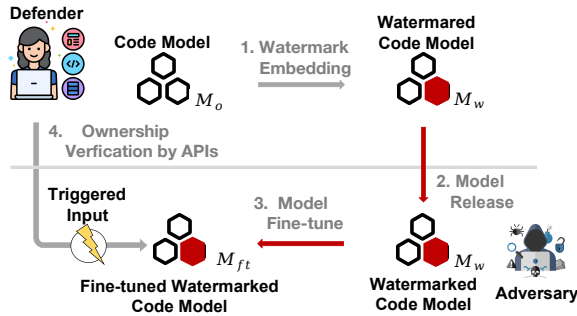 Defender
Code Model
M_o
1. Watermark
Embedding
Watermared
Code Model
M_w
4. Ownership
Verfication by APIs
2. Model
Release
Triggered
Input
3. Model
Fine-tune
M_ft
M_w
Fine-tuned Watermarked
Code Model
Watermarked
Code Model
Adversary